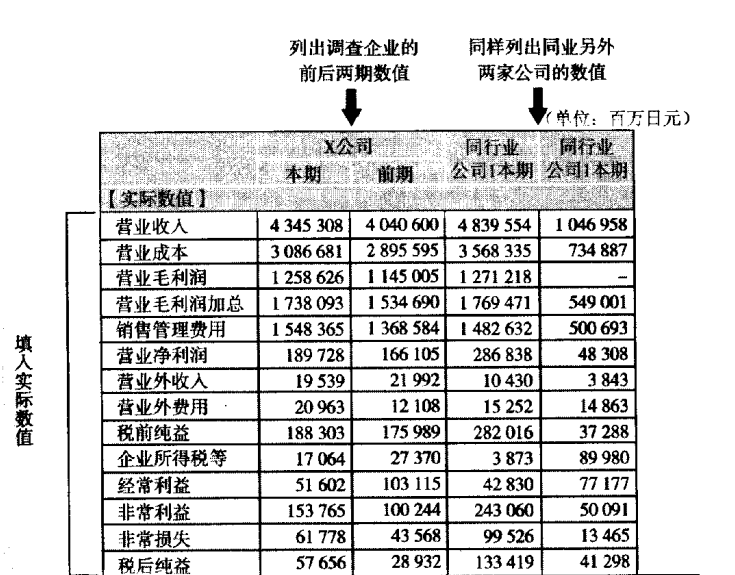 列出调查企业的 同样列出同业另外
前后两期数值 两家公司的数值
(单位：百万日元)
X公司 同行业 同行业
本期 前期 公司1本期 公司1本期
【实际数值】
营业收入 4 345 308 4 040 600 4 839 554 1 046 958
营业成本 3 086 681 2 895 595 3 568 335 734 887
营业毛利润 1 258 626 1 145 005 1 271 218 –
营业毛利润加总 1 738 093 1 534 690 1 769 471 549 001
销售管理费用 1 548 365 1 368 584 1 482 632 500 693
营业净利润 189 728 166 105 286 838 48 308
营业外收入 19 539 21 992 10 430 3 843
营业外费用 20 963 12 108 15 252 14 863
税前纯益 188 303 175 989 282 016 37 288
企业所得税等 17 064 27 370 3 873 89 980
经常利益 51 602 103 115 42 830 77 177
非常利益 153 765 100 244 243 060 50 091
非常损失 61 778 43 568 99 526 13 465
税后纯益 57 656 28 932 133 419 41 298
填入实际数值